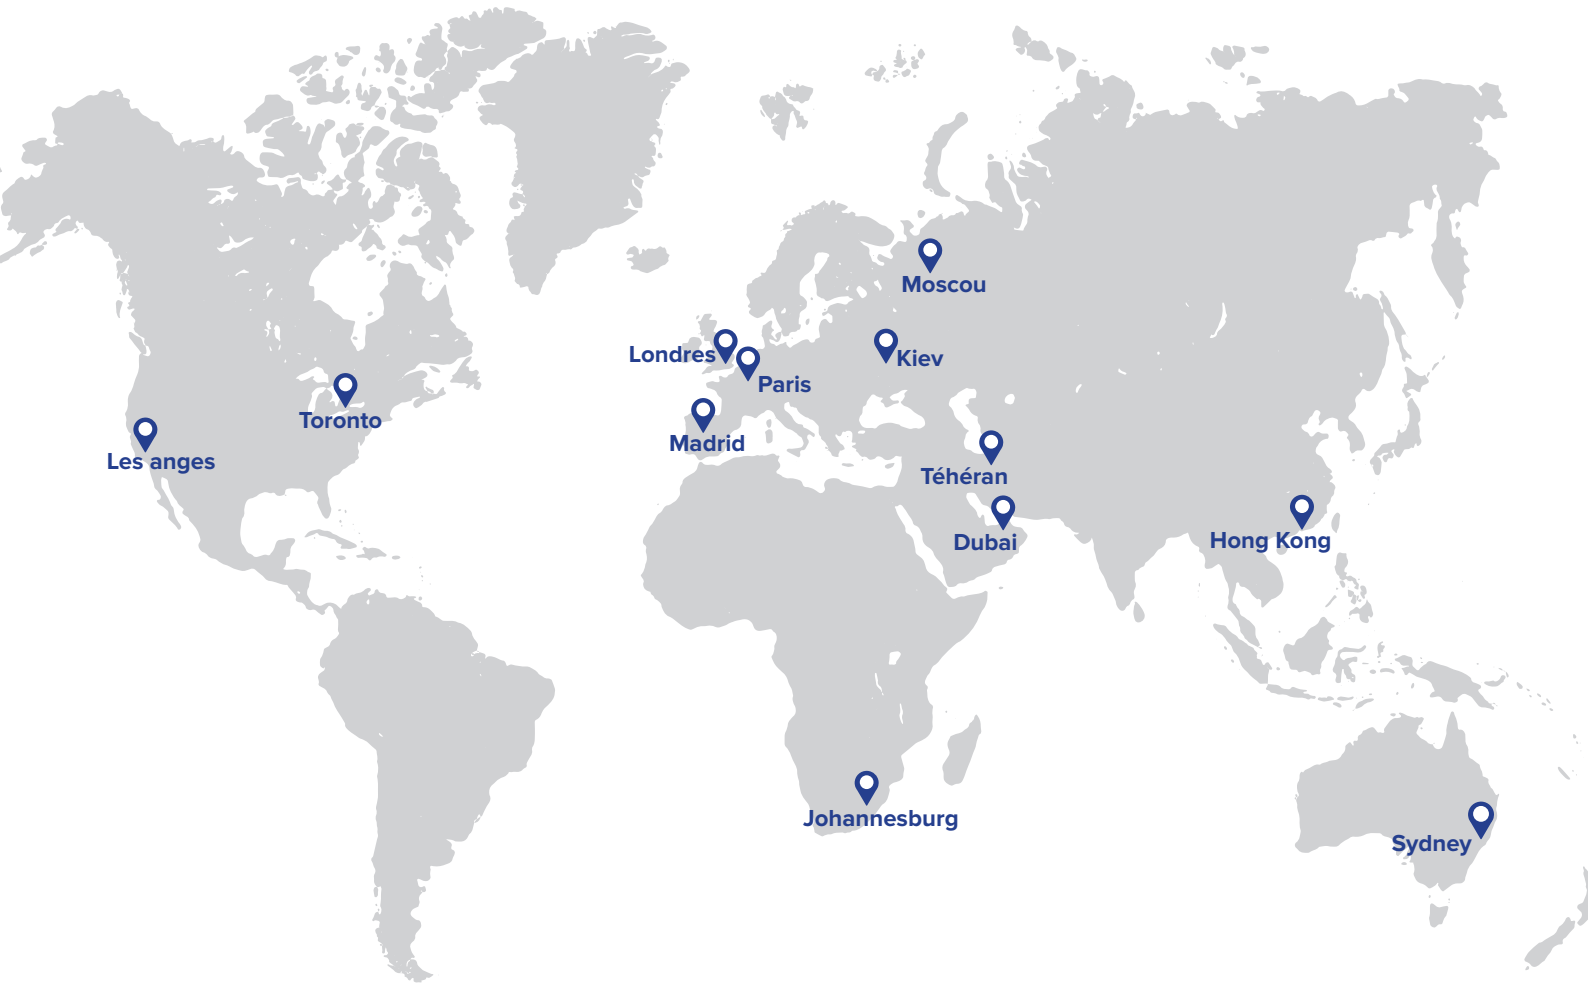 Moscou
Londres
Kiev
Paris
Toronto
Madrid
Les anges
Téhéran
Dubai
Hong Kong
Johannesburg
Sydney